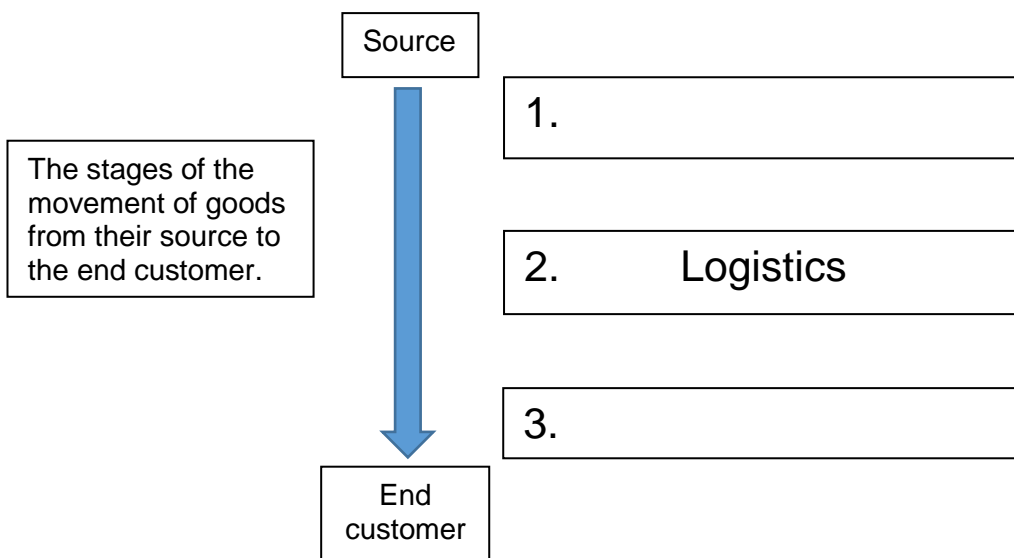 Source
1.
The stages of the
movement of goods
from their source to
the end customer.
2. Logistics
3.
End
customer